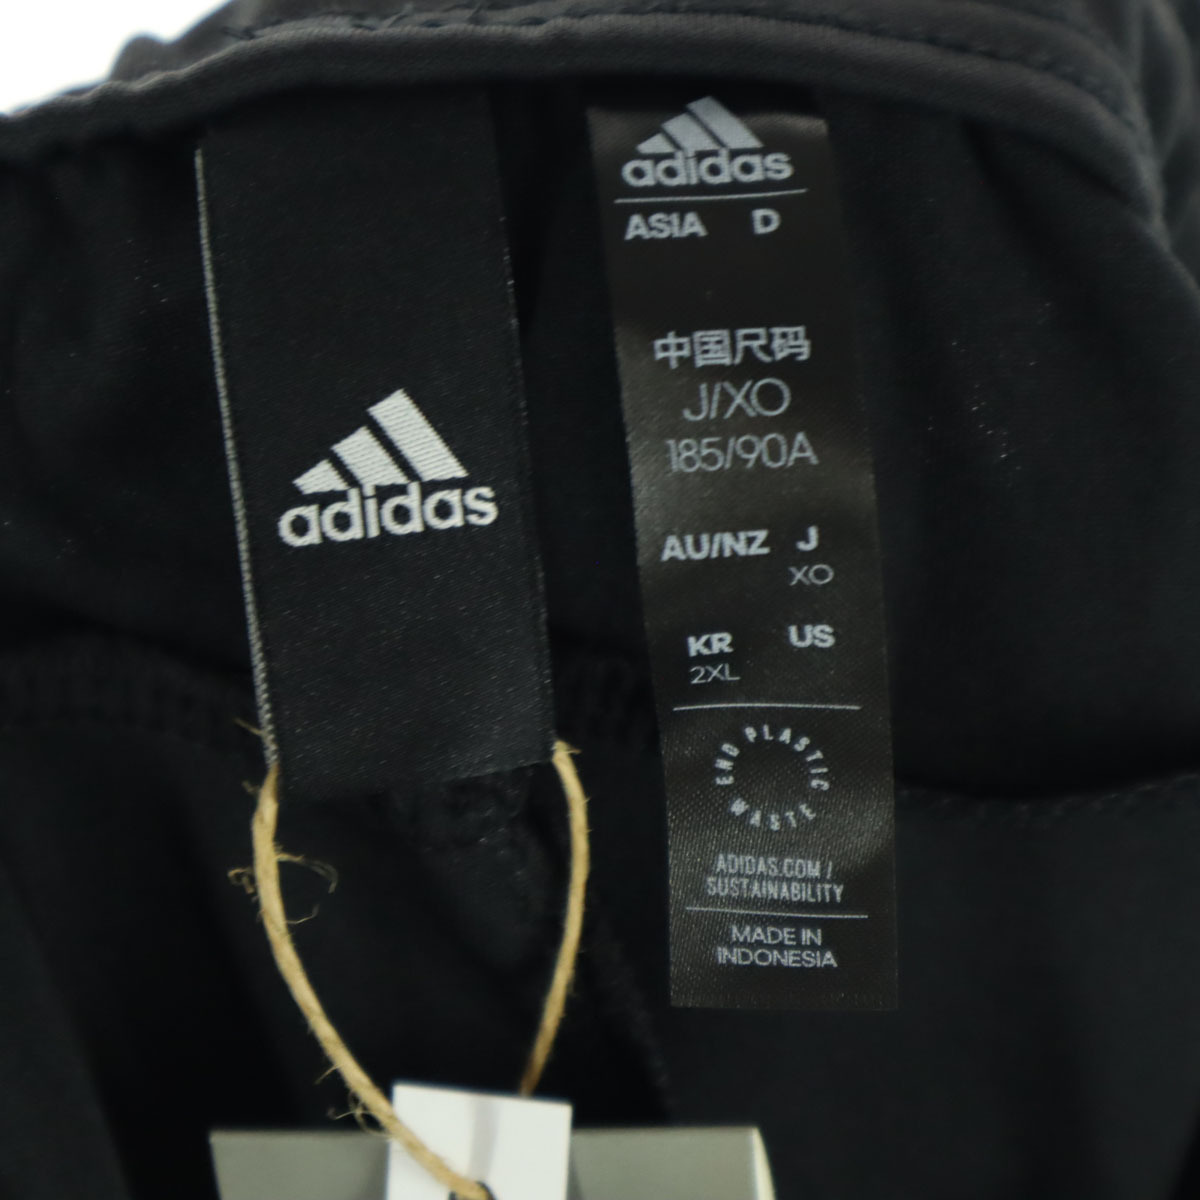 adidas
adidas
ASIA D
中国尺码
J/XO
185/90A
AU/NZ J
XO
KR US
2XL
END PLASTIC WASTE
ADIDAS.COM /
SUSTAINABILITY
MADE IN
INDONESIA